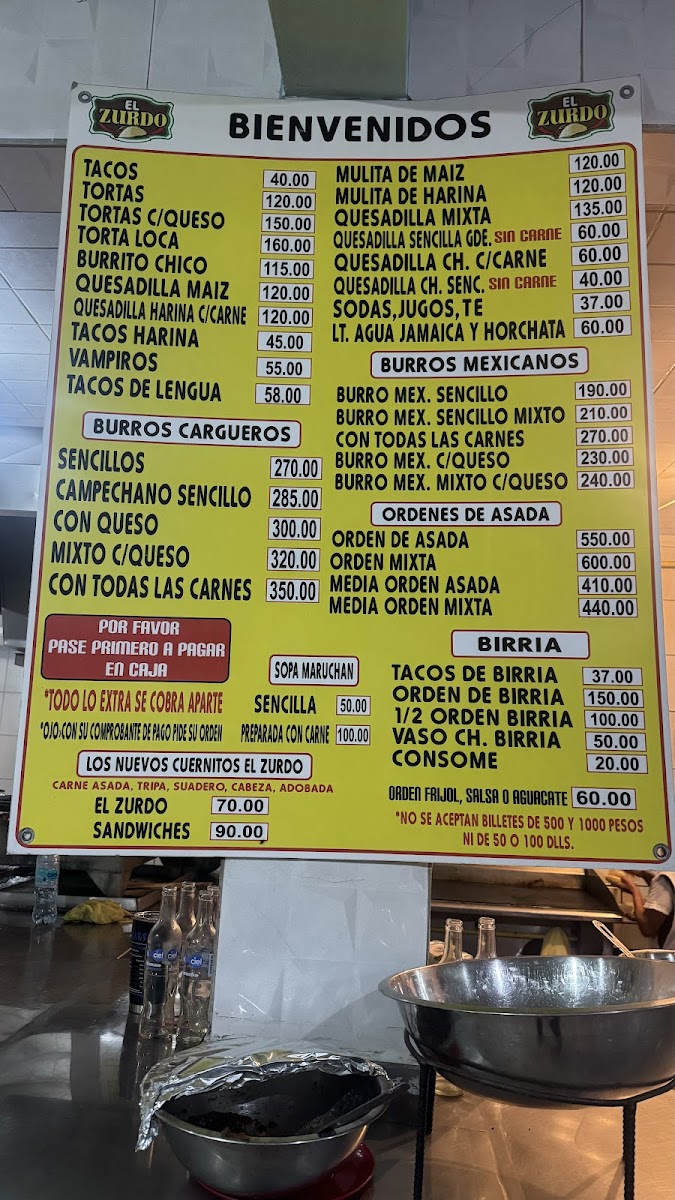 EL ZURDO
BIENVENIDOS
EL ZURDO
TACOS 40.00
TORTAS 120.00
TORTAS C/QUESO 150.00
TORTA LOCA 160.00
BURRITO CHICO 115.00
QUESADILLA MAIZ 120.00
QUESADILLA HARINA C/CARNE 120.00
TACOS HARINA 45.00
VAMPIROS 55.00
TACOS DE LENGUA 58.00
BURROS CARGUEROS
SENCILLOS 270.00
CAMPECHANO SENCILLO 285.00
CON QUESO 300.00
MIXTO C/QUESO 320.00
CON TODAS LAS CARNES 350.00
POR FAVOR
PASE PRIMERO A PAGAR
EN CAJA
*TODO LO EXTRA SE COBRA APARTE
*OJO:CON SU COMPROBANTE DE PAGO PIDE SU ORDEN
SOPA MARUCHAN
SENCILLA 50.00
PREPARADA CON CARNE 100.00
LOS NUEVOS CUERNITOS EL ZURDO
CARNE ASADA, TRIPA, SUADERO, CABEZA, ADOBADA
EL ZURDO 70.00
SANDWICHES 90.00
MULITA DE MAIZ 120.00
MULITA DE HARINA 120.00
QUESADILLA MIXTA 135.00
QUESADILLA SENCILLA GDE. SIN CARNE 60.00
QUESADILLA CH. C/CARNE 60.00
QUESADILLA CH. SENC. SIN CARNE 40.00
SODAS,JUGOS,TE 37.00
LT. AGUA JAMAICA Y HORCHATA 60.00
BURROS MEXICANOS
BURRO MEX. SENCILLO 190.00
BURRO MEX. SENCILLO MIXTO 210.00
CON TODAS LAS CARNES 270.00
BURRO MEX. C/QUESO 230.00
BURRO MEX. MIXTO C/QUESO 240.00
ORDENES DE ASADA
ORDEN DE ASADA 550.00
ORDEN MIXTA 600.00
MEDIA ORDEN ASADA 410.00
MEDIA ORDEN MIXTA 440.00
BIRRIA
TACOS DE BIRRIA 37.00
ORDEN DE BIRRIA 150.00
1/2 ORDEN BIRRIA 100.00
VASO CH. BIRRIA 50.00
CONSOME 20.00
ORDEN FRIJOL, SALSA O AGUACATE 60.00
*NO SE ACEPTAN BILLETES DE 500 Y 1000 PESOS
NI DE 50 O 100 DLLS.
ciel
ciel